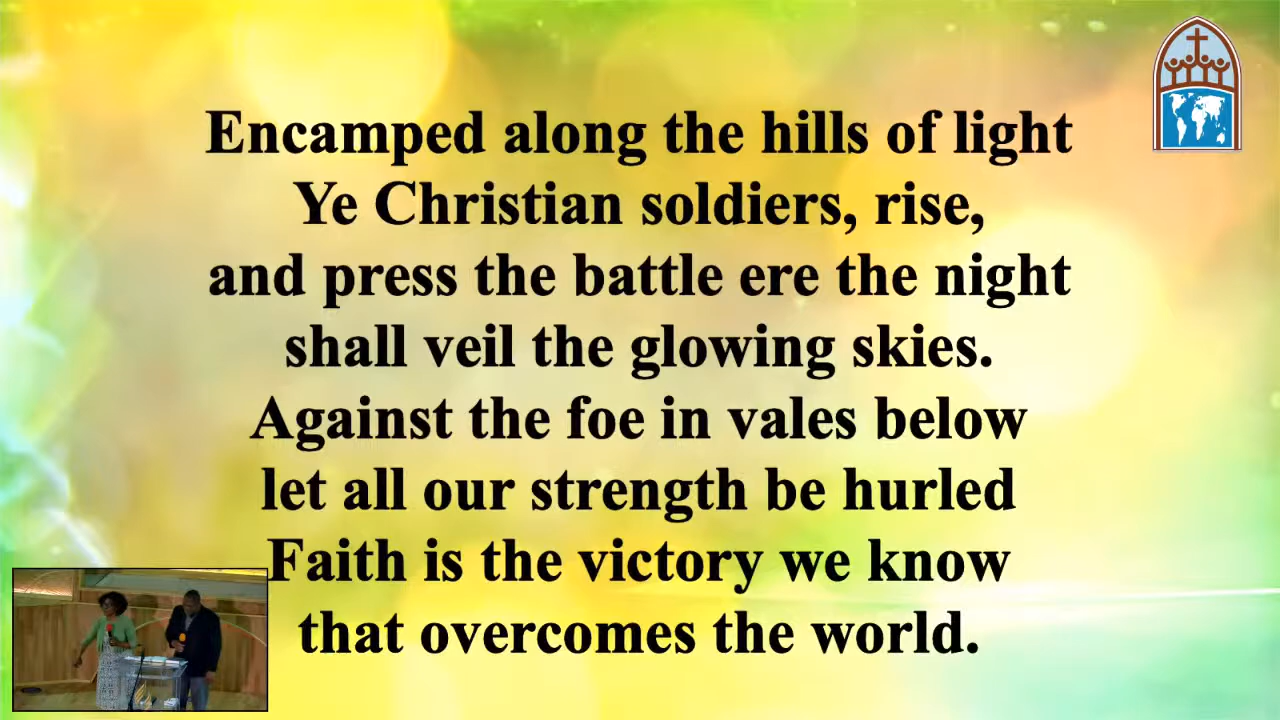 Encamped along the hills of light
Ye Christian soldiers, rise,
and press the battle ere the night
shall veil the glowing skies.
Against the foe in vales below
let all our strength be hurled
Faith is the victory we know
that overcomes the world.